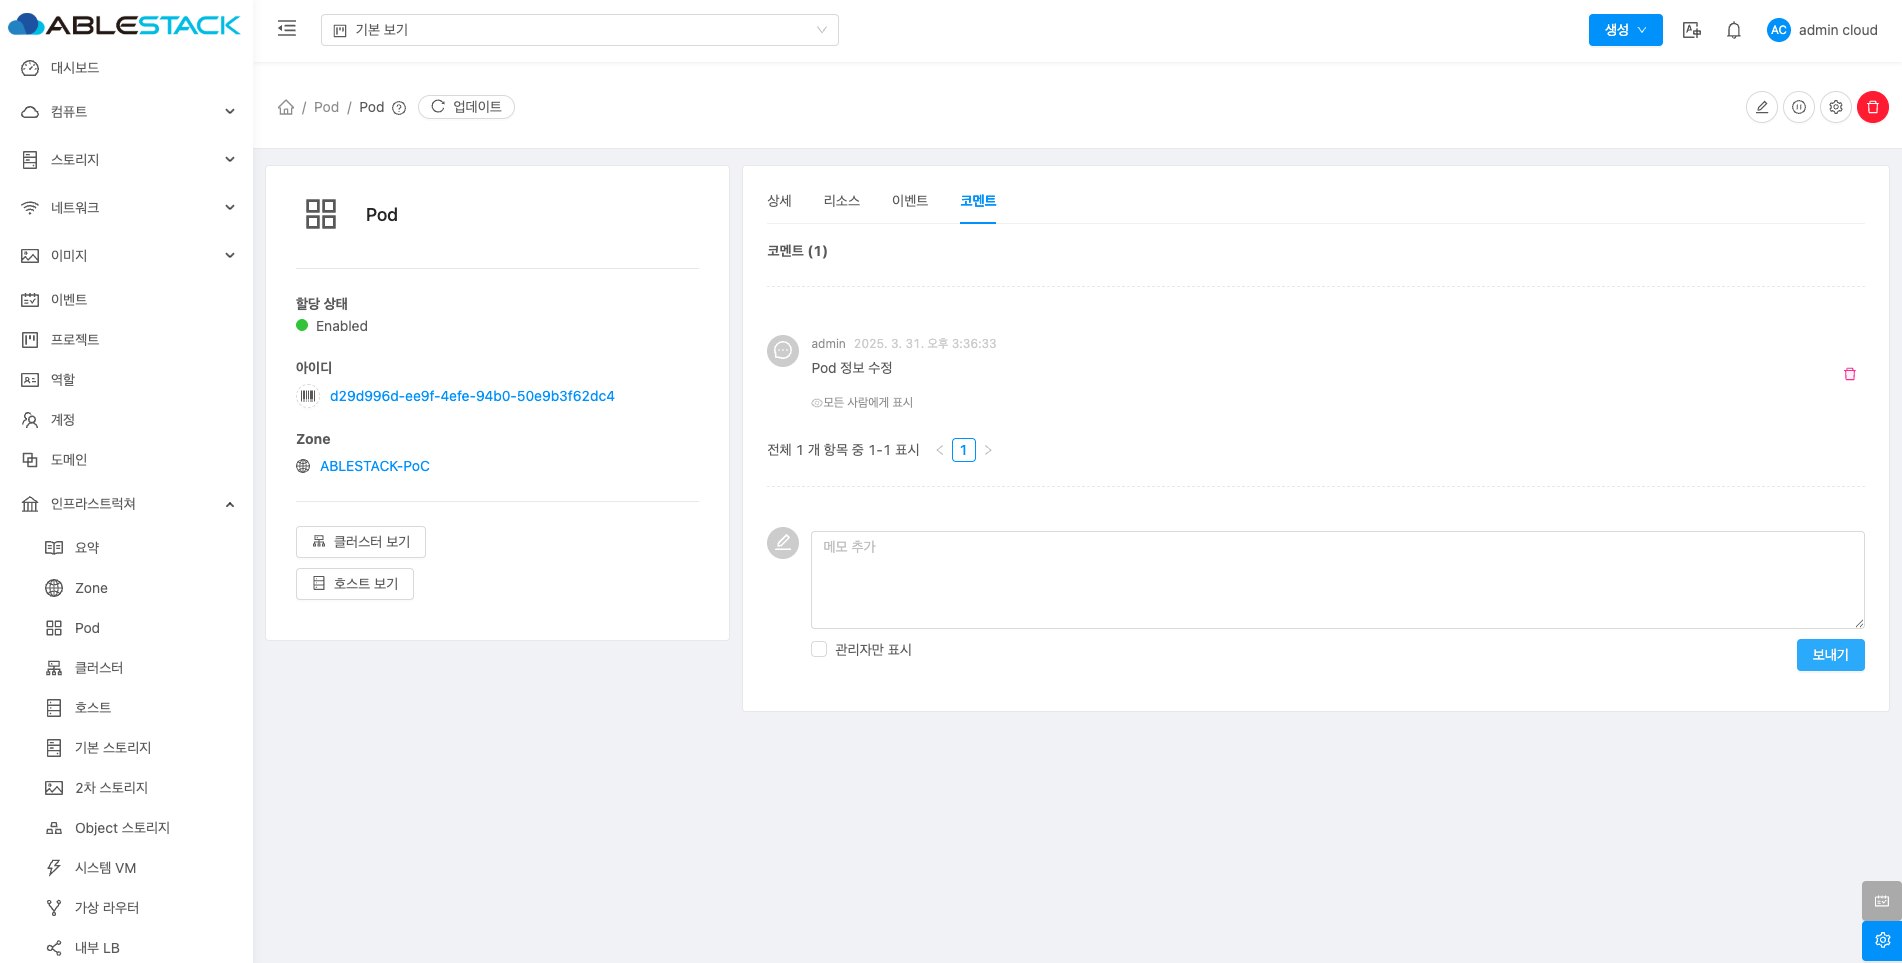 ABLESTACK
기본 보기
생성
AC
admin cloud
대시보드
컴퓨트
스토리지
네트워크
이미지
이벤트
프로젝트
역할
계정
도메인
인프라스트럭쳐
요약
Zone
Pod
클러스터
호스트
기본 스토리지
2차 스토리지
Object 스토리지
시스템 VM
가상 라우터
내부 LB
/ Pod / Pod
업데이트
Pod
할당 상태
Enabled
아이디
d29d996d-ee9f-4efe-94b0-50e9b3f62dc4
Zone
ABLESTACK-PoC
클러스터 보기
호스트 보기
상세 리소스 이벤트 코멘트
코멘트 (1)
admin 2025. 3. 31. 오후 3:36:33
Pod 정보 수정
모든 사람에게 표시
전체 1 개 항목 중 1-1 표시 < 1 >
메모 추가
관리자만 표시
보내기